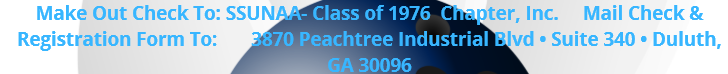 Make Out Check To: SSUNAA- Class of 1976 Chapter, Inc. Mail Check &
Registration Form To: 3870 Peachtree Industrial Blvd • Suite 340 • Duluth,
GA 30096